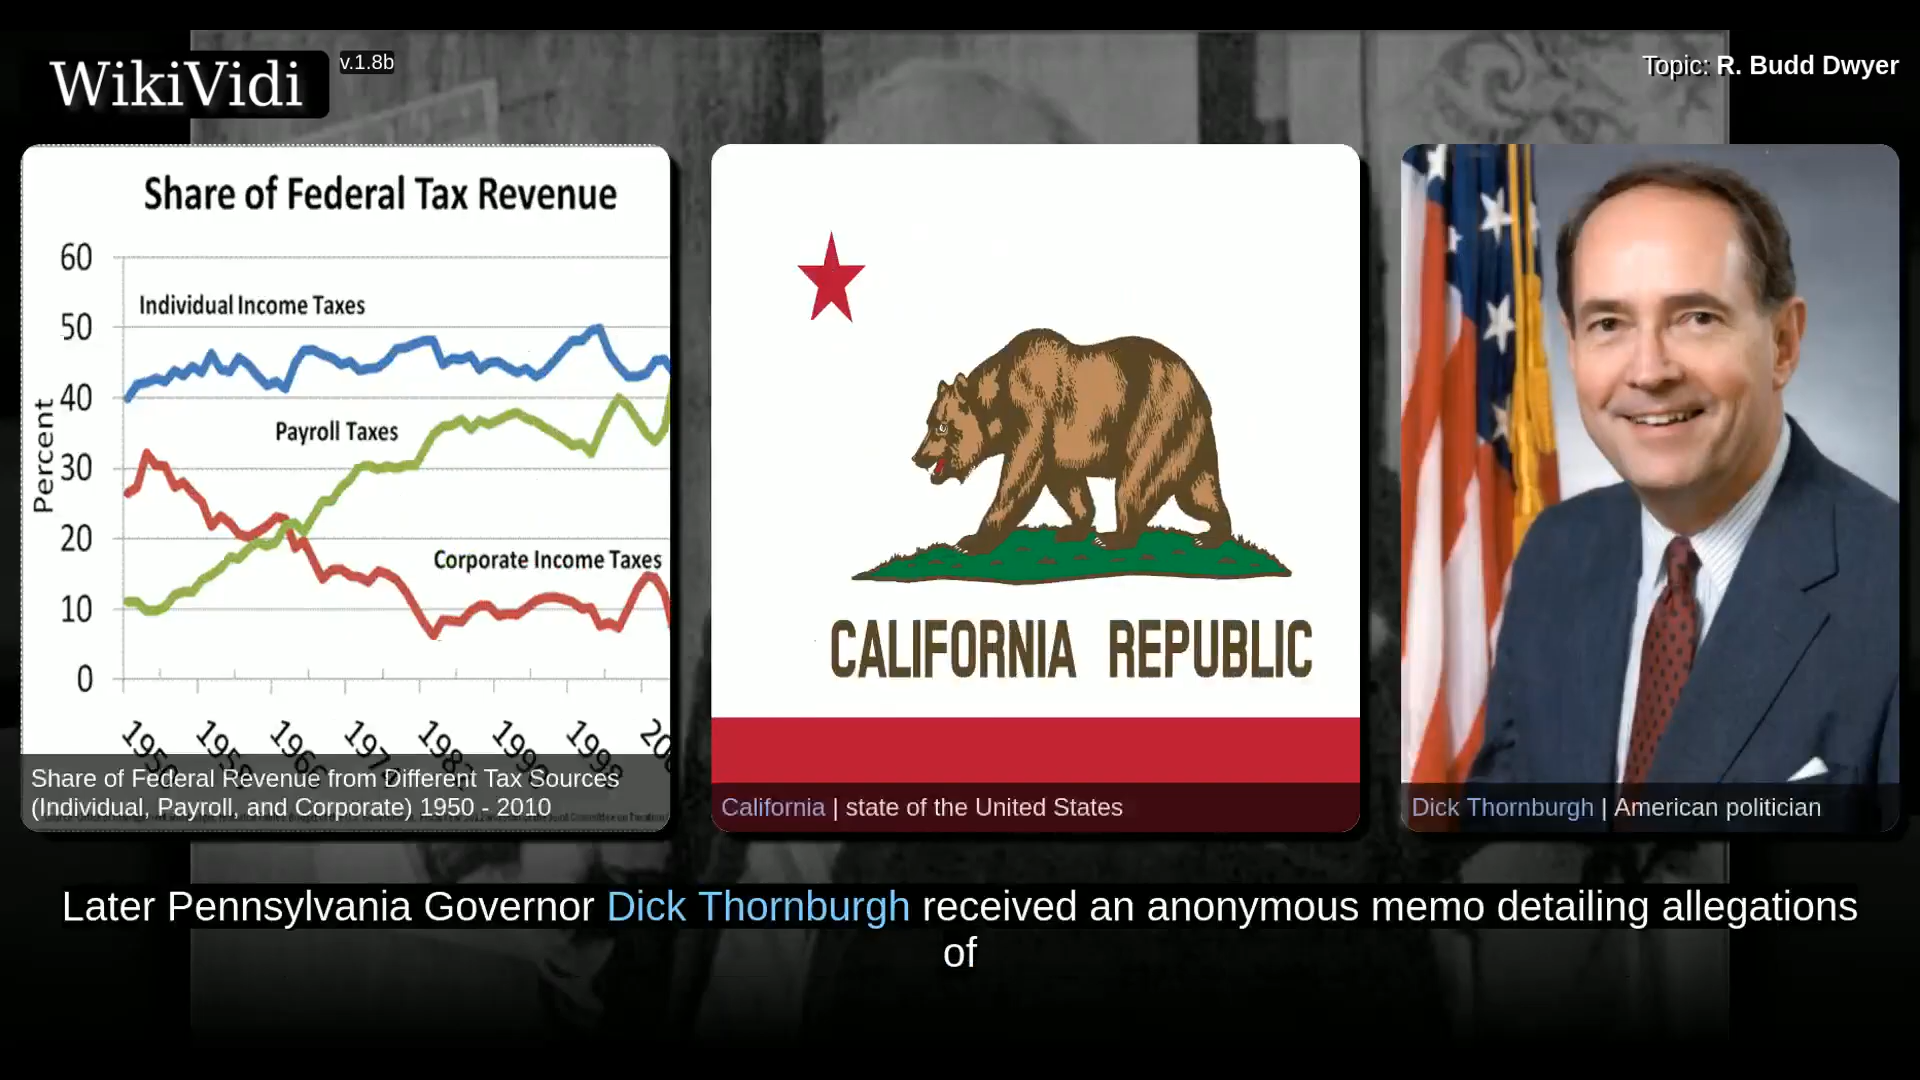 WikiVidi
v.1.8b
Topic: R. Budd Dwyer
Share of Federal Tax Revenue
60
50
40
30
20
10
0
Percent
Individual Income Taxes
Payroll Taxes
Corporate Income Taxes
Share of Federal Revenue from Different Tax Sources
(Individual, Payroll, and Corporate) 1950 - 2010
CALIFORNIA REPUBLIC
California | state of the United States
Dick Thornburgh | American politician
Later Pennsylvania Governor Dick Thornburgh received an anonymous memo detailing allegations
of